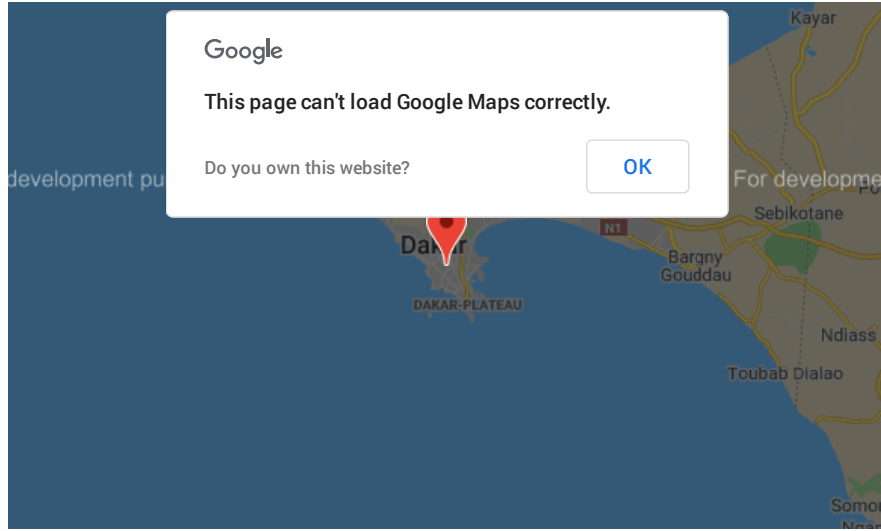 Kayar
Google
This page can't load Google Maps correctly.
Do you own this website?
OK
development pu
For developme
Sebikotane
N1
Dakar
Bargny
Gouddau
DAKAR-PLATEAU
Ndiass
Toubab Dialao
Somo